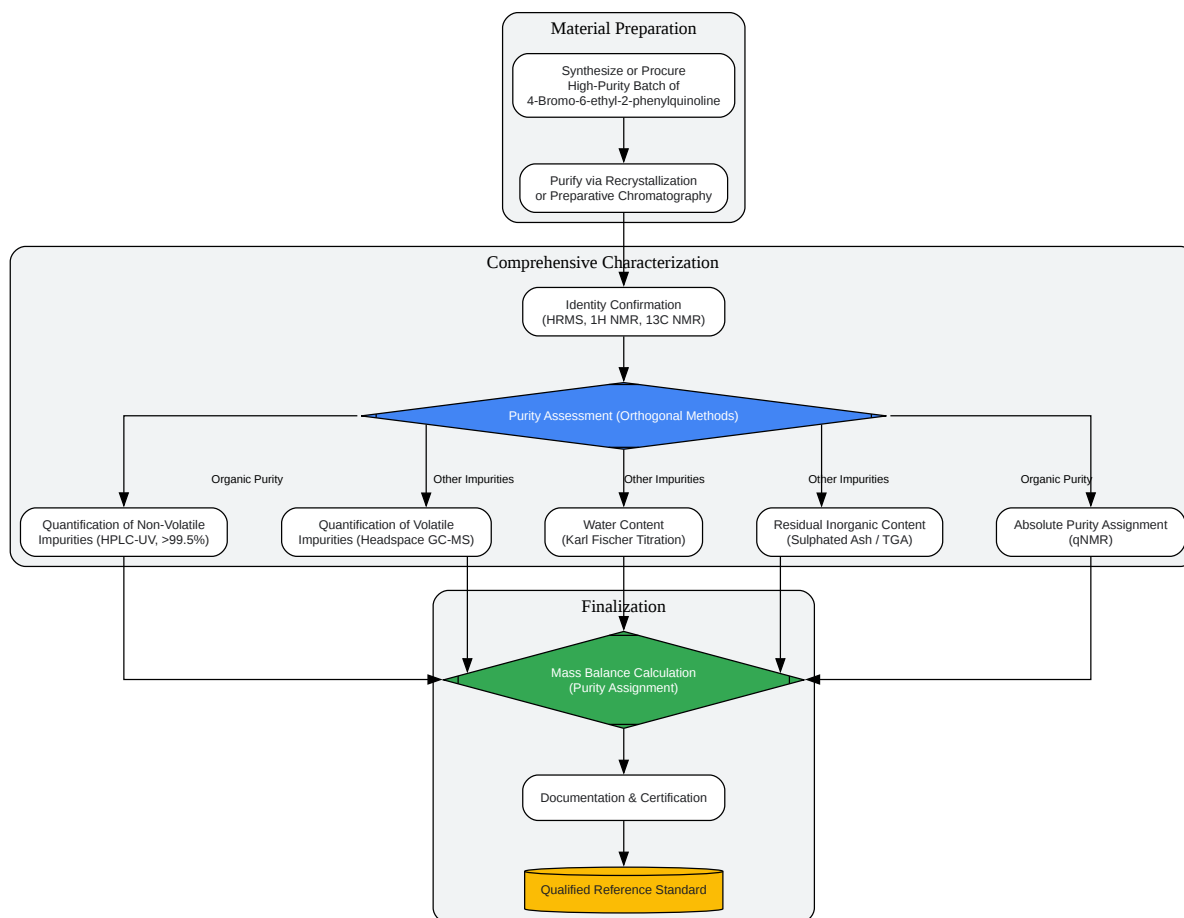 Material Preparation
Synthesize or Procure
High-Purity Batch of
4-Bromo-6-ethyl-2-phenylquinoline
Purify via Recrystallization
or Preparative Chromatography
Comprehensive Characterization
Identity Confirmation
(HRMS, 1H NMR, 13C NMR)
Purity Assessment (Orthogonal Methods)
Organic Purity
Other Impurities
Other Impurities
Other Impurities
Organic Purity
Quantification of Non-Volatile
Impurities (HPLC-UV, >99.5%)
Quantification of Volatile
Impurities (Headspace GC-MS)
Water Content
(Karl Fischer Titration)
Residual Inorganic Content
(Sulphated Ash / TGA)
Absolute Purity Assignment
(qNMR)
Finalization
Mass Balance Calculation
(Purity Assignment)
Documentation & Certification
Qualified Reference Standard